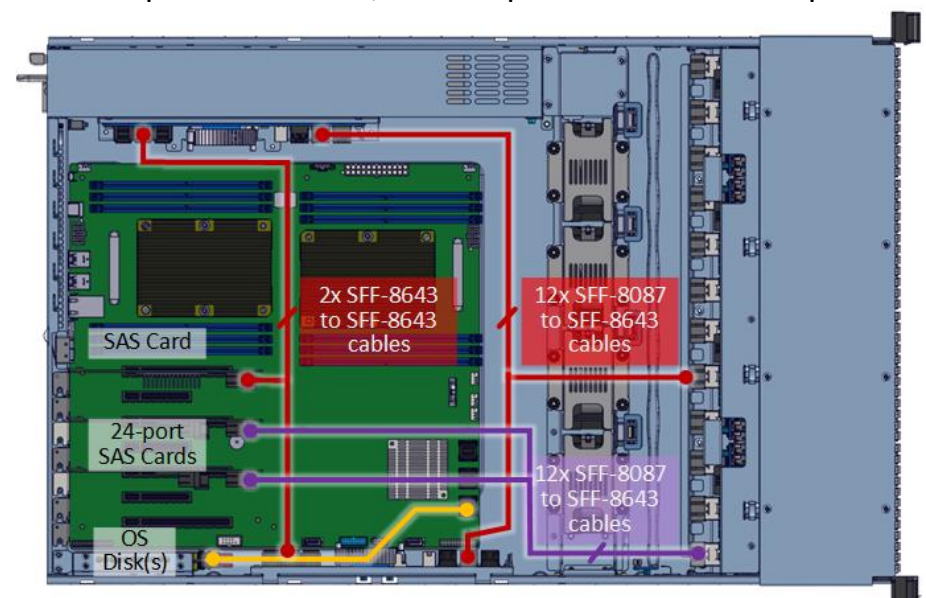 2x SFF-8643
to SFF-8643
cables
12x SFF-8087
to SFF-8643
cables
SAS Card
24-port
SAS Cards
12x SFF-8087
to SFF-8643
cables
OS
Disk(s)